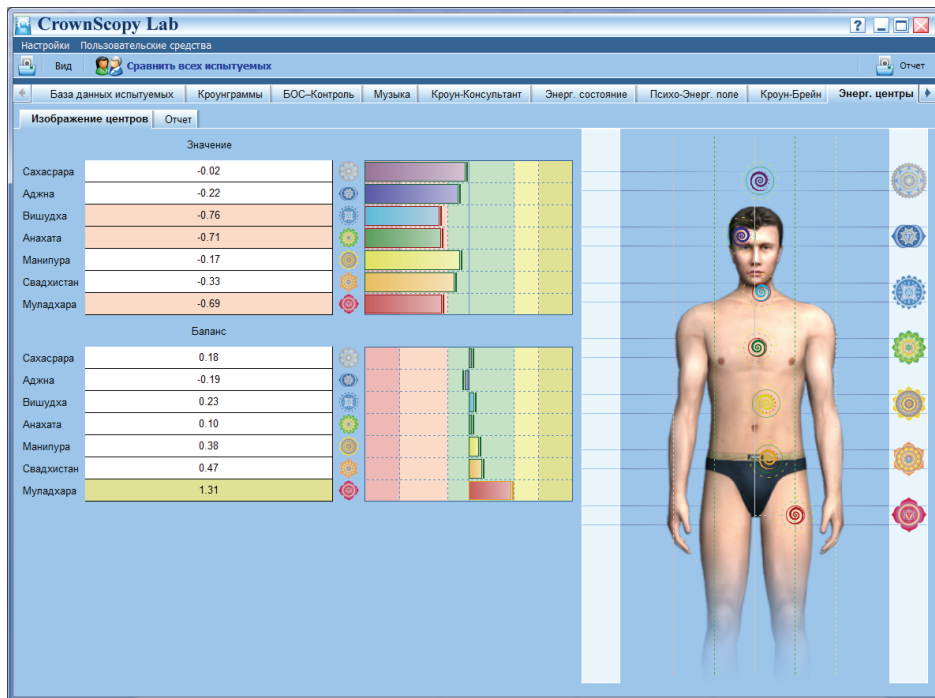 CrownScopy Lab
Настройки Пользовательские средства
Вид Сравнить всех испытуемых Отчет
База данных испытуемых Кроунграммы БОС–Контроль Музыка Кроун-Консультант Энерг. состояние Психо-Энерг. поле Кроун-Брейн Энерг. центры
Изображение центров Отчет
Значение
Сахасрара -0.02
Аджна -0.22
Вишудха -0.76
Анахата -0.71
Манипура -0.17
Свадхистан -0.33
Муладхара -0.69
Баланс
Сахасрара 0.18
Аджна -0.19
Вишудха 0.23
Анахата 0.10
Манипура 0.38
Свадхистан 0.47
Муладхара 1.31